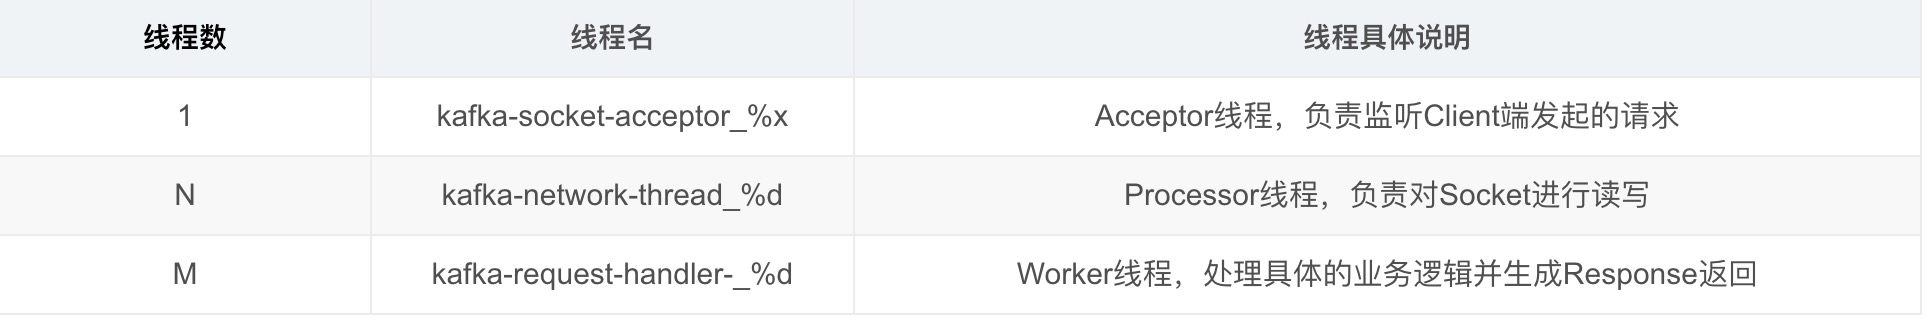 线程数 线程名 线程具体说明
1 kafka-socket-acceptor_%x Acceptor线程，负责监听Client端发起的请求
N kafka-network-thread_%d Processor线程，负责对Socket进行读写
M kafka-request-handler-_%d Worker线程，处理具体的业务逻辑并生成Response返回